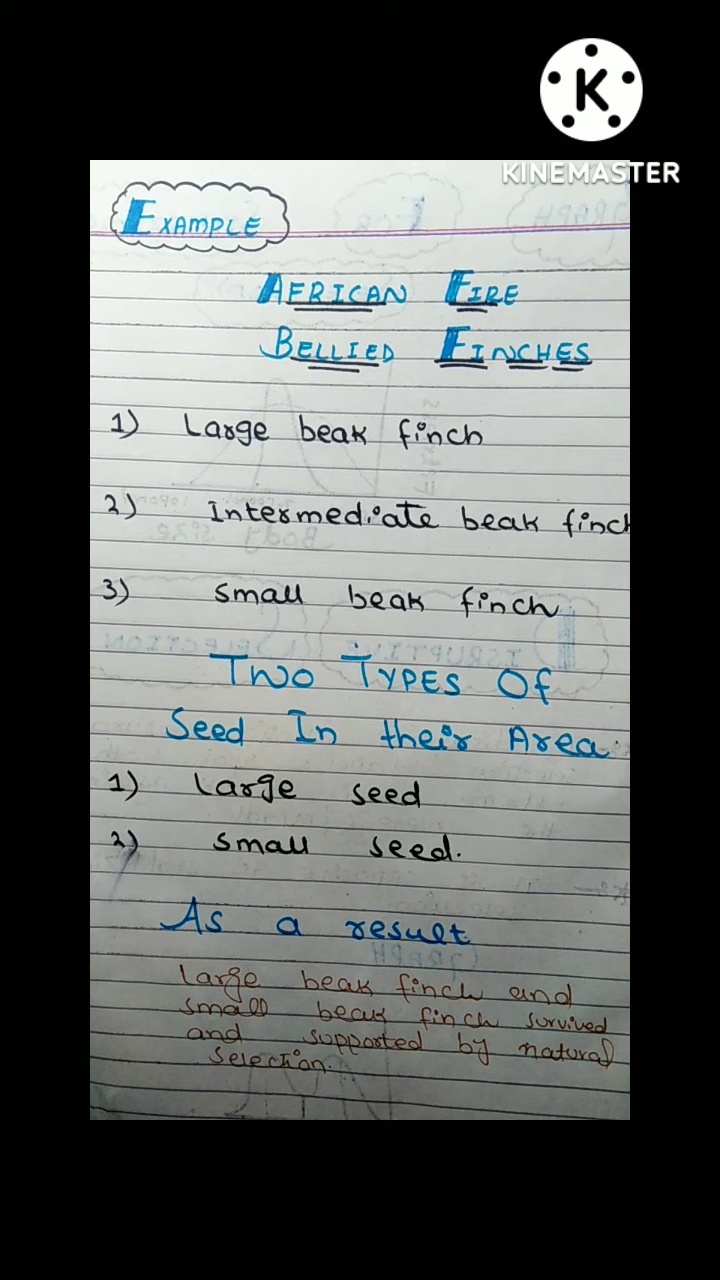 K
KINEMASTER
EXAMPLE
AFRICAN FIRE
BELLIED FINCHES
1) Large beak finch
2) Intermediate beak finch
3) small beak finch
TWO TYPES Of
Seed In their Area.
1) Large seed
2) small seed.
As a result
large beak finch and
small beak finch survived
and supported by natural
selection.